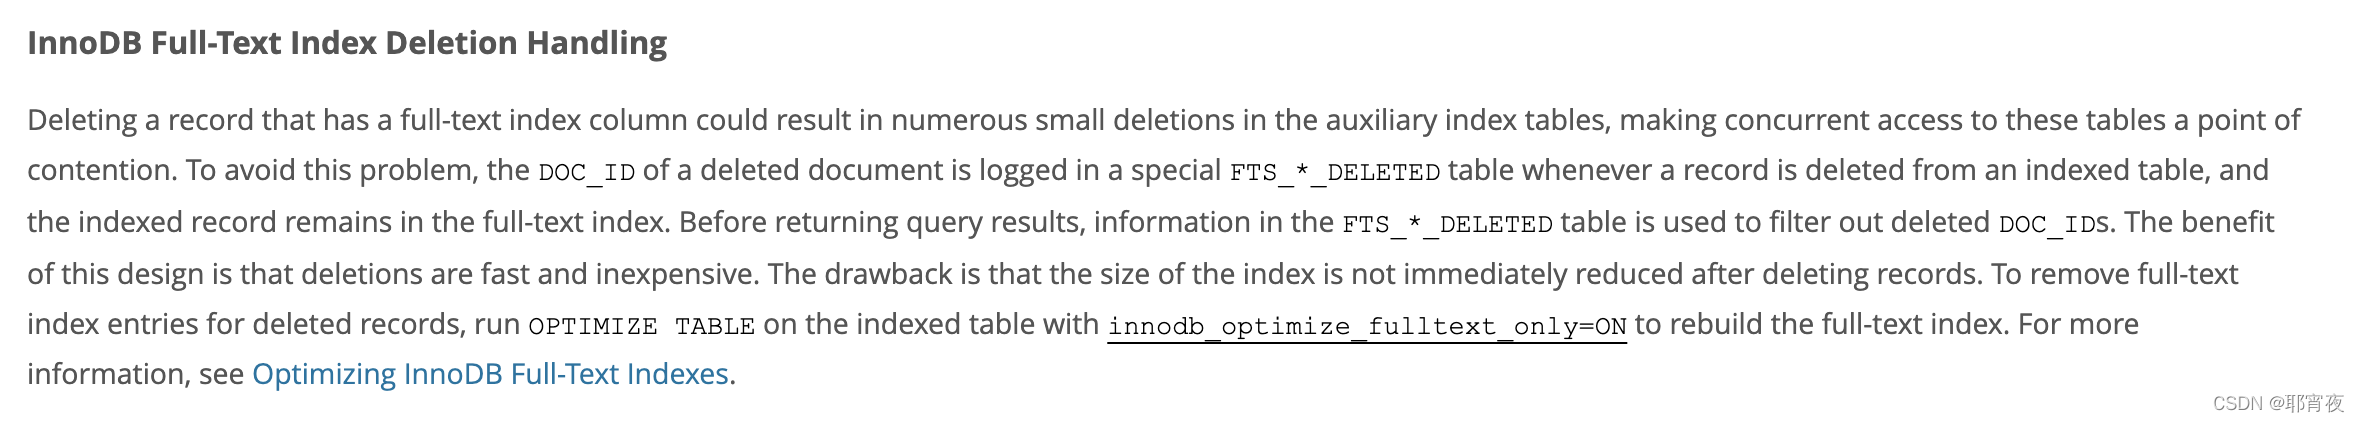 InnoDB Full-Text Index Deletion Handling
Deleting a record that has a full-text index column could result in numerous small deletions in the auxiliary index tables, making concurrent access to these tables a point of
contention. To avoid this problem, the DOC_ID of a deleted document is logged in a special FTS_*_DELETED table whenever a record is deleted from an indexed table, and
the indexed record remains in the full-text index. Before returning query results, information in the FTS_*_DELETED table is used to filter out deleted DOC_IDs. The benefit
of this design is that deletions are fast and inexpensive. The drawback is that the size of the index is not immediately reduced after deleting records. To remove full-text
index entries for deleted records, run OPTIMIZE TABLE on the indexed table with innodb_optimize_fulltext_only=ON to rebuild the full-text index. For more
information, see Optimizing InnoDB Full-Text Indexes.
CSDN @耶宵夜